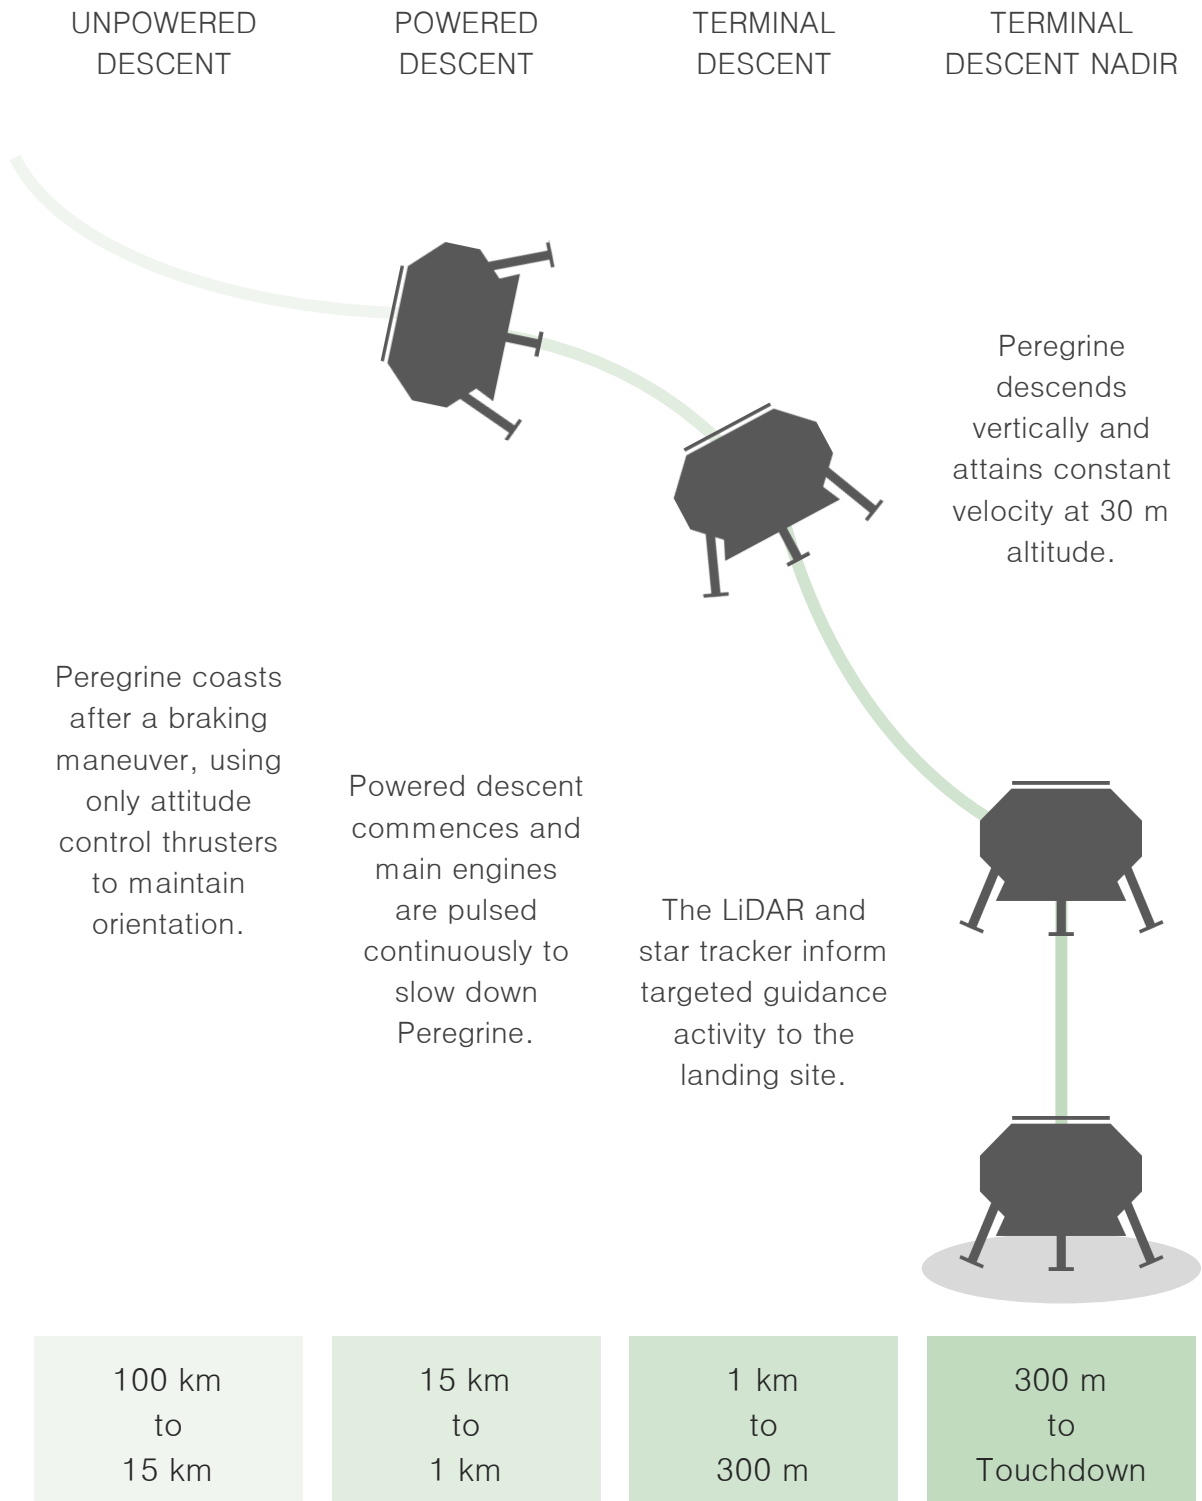 UNPOWERED
DESCENT
POWERED
DESCENT
TERMINAL
DESCENT
TERMINAL
DESCENT NADIR
Peregrine
descends
vertically and
attains constant
velocity at 30 m
altitude.
Peregrine coasts
after a braking
maneuver, using
only attitude
control thrusters
to maintain
orientation.
Powered descent
commences and
main engines
are pulsed
continuously to
slow down
Peregrine.
The LiDAR and
star tracker inform
targeted guidance
activity to the
landing site.
100 km
to
15 km
15 km
to
1 km
1 km
to
300 m
300 m
to
Touchdown